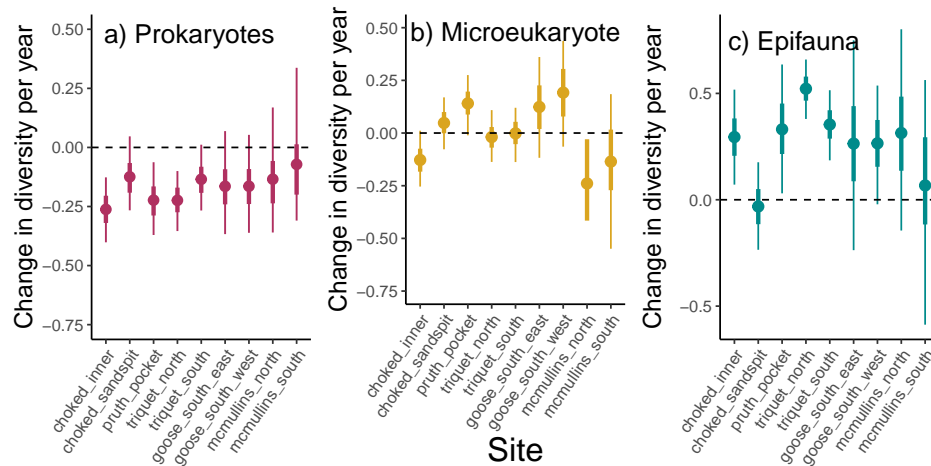 a) Prokaryotes
Change in diversity per year
0.25
0.00
−0.25
−0.50
−0.75
choked_inner
choked_sandspit
pruth_pocket
triquet_north
triquet_south
goose_south_east
goose_south_west
mcmullins_north
mcmullins_south
b) Microeukaryote
Change in diversity per year
0.50
0.25
0.00
−0.25
−0.50
−0.75
choked_inner
choked_sandspit
pruth_pocket
triquet_north
triquet_south
goose_south_east
goose_south_west
mcmullins_north
mcmullins_south
c) Epifauna
Change in diversity per year
0.5
0.0
−0.5
choked_inner
choked_sandspit
pruth_pocket
triquet_north
triquet_south
goose_south_east
goose_south_west
mcmullins_north
mcmullins_south
Site